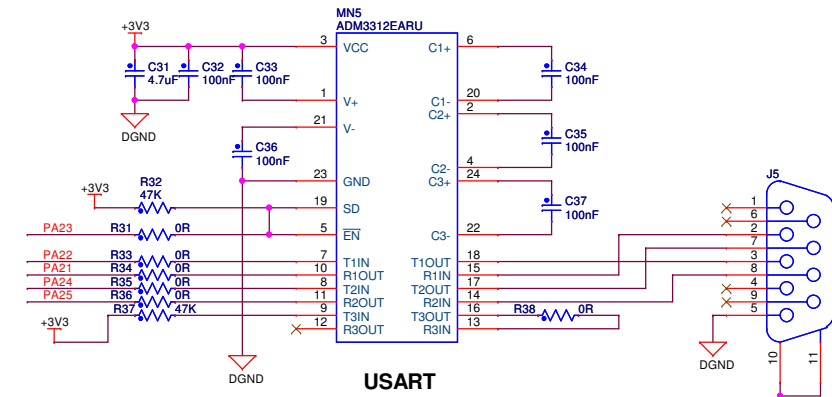 MN5
ADM3312EARU
+3V3
3
VCC
C1+
6
C31
4.7uF
C32
100nF
C33
100nF
C34
100nF
1
V+
C1-
20
C2+
2
DGND
21
V-
C36
100nF
C35
100nF
C2-
4
23
GND
C3+
24
+3V3
R32
47K
19
SD
C37
100nF
PA23
R31
0R
5
EN
C3-
22
PA22
R33
0R
7
T1IN
T1OUT
18
PA21
R34
0R
10
R1OUT
R1IN
15
PA24
R35
0R
8
T2IN
T2OUT
17
PA25
R36
0R
11
R2OUT
R2IN
14
R37
47K
9
T3IN
T3OUT
16
R38
0R
+3V3
12
R3OUT
R3IN
13
J5
1
6
2
7
3
8
4
9
5
10
11
DGND
DGND
USART